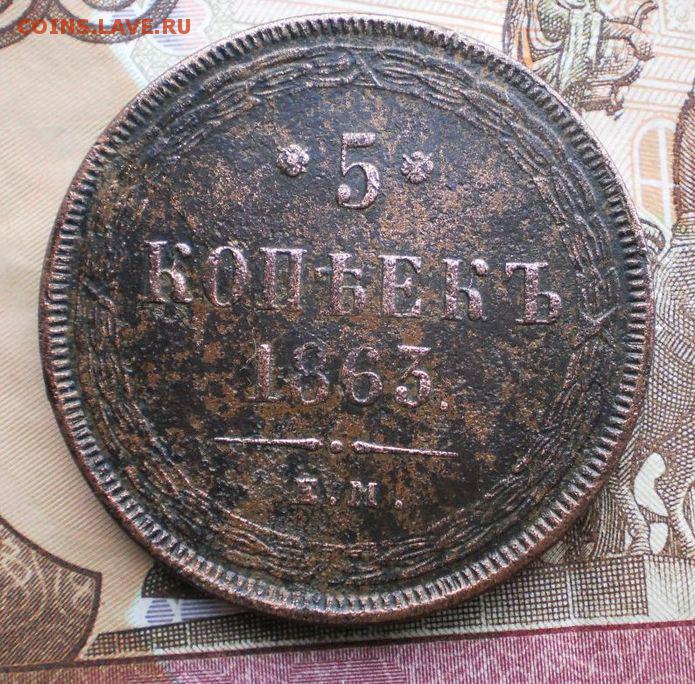 COINS.LAVE.RU
* 5 *
КОПѢЕКЪ
1863.
Е.М.